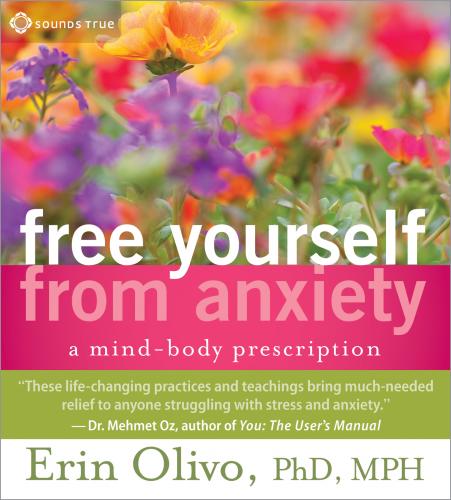 SOUNDS TRUE
free yourself
from anxiety
a mind-body prescription
“These life-changing practices and teachings bring much-needed
relief to anyone struggling with stress and anxiety.”
— Dr. Mehmet Oz, author of You: The User's Manual
Erin Olivo, PhD, MPH